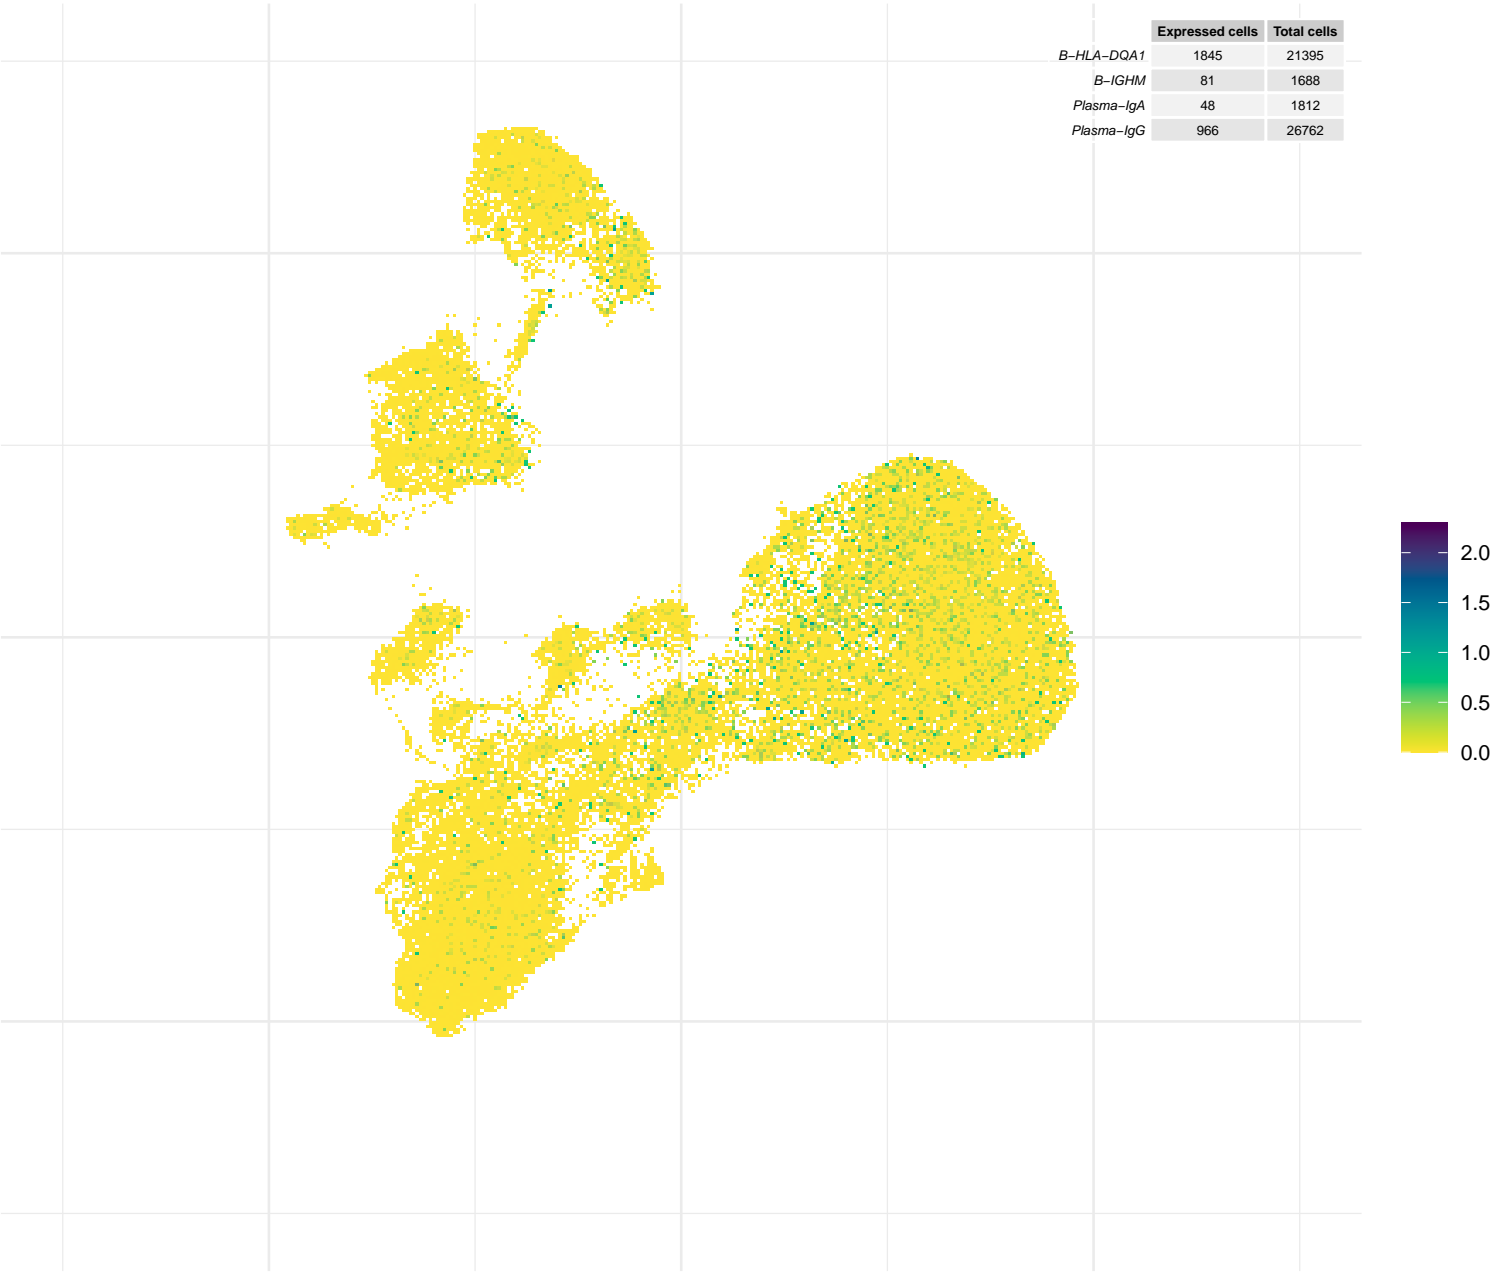 Expressed cells Total cells
B−HLA−DQA1 1845 21395
B−IGHM 81 1688
Plasma−IgA 48 1812
Plasma−IgG 966 26762
2.0
1.5
1.0
0.5
0.0